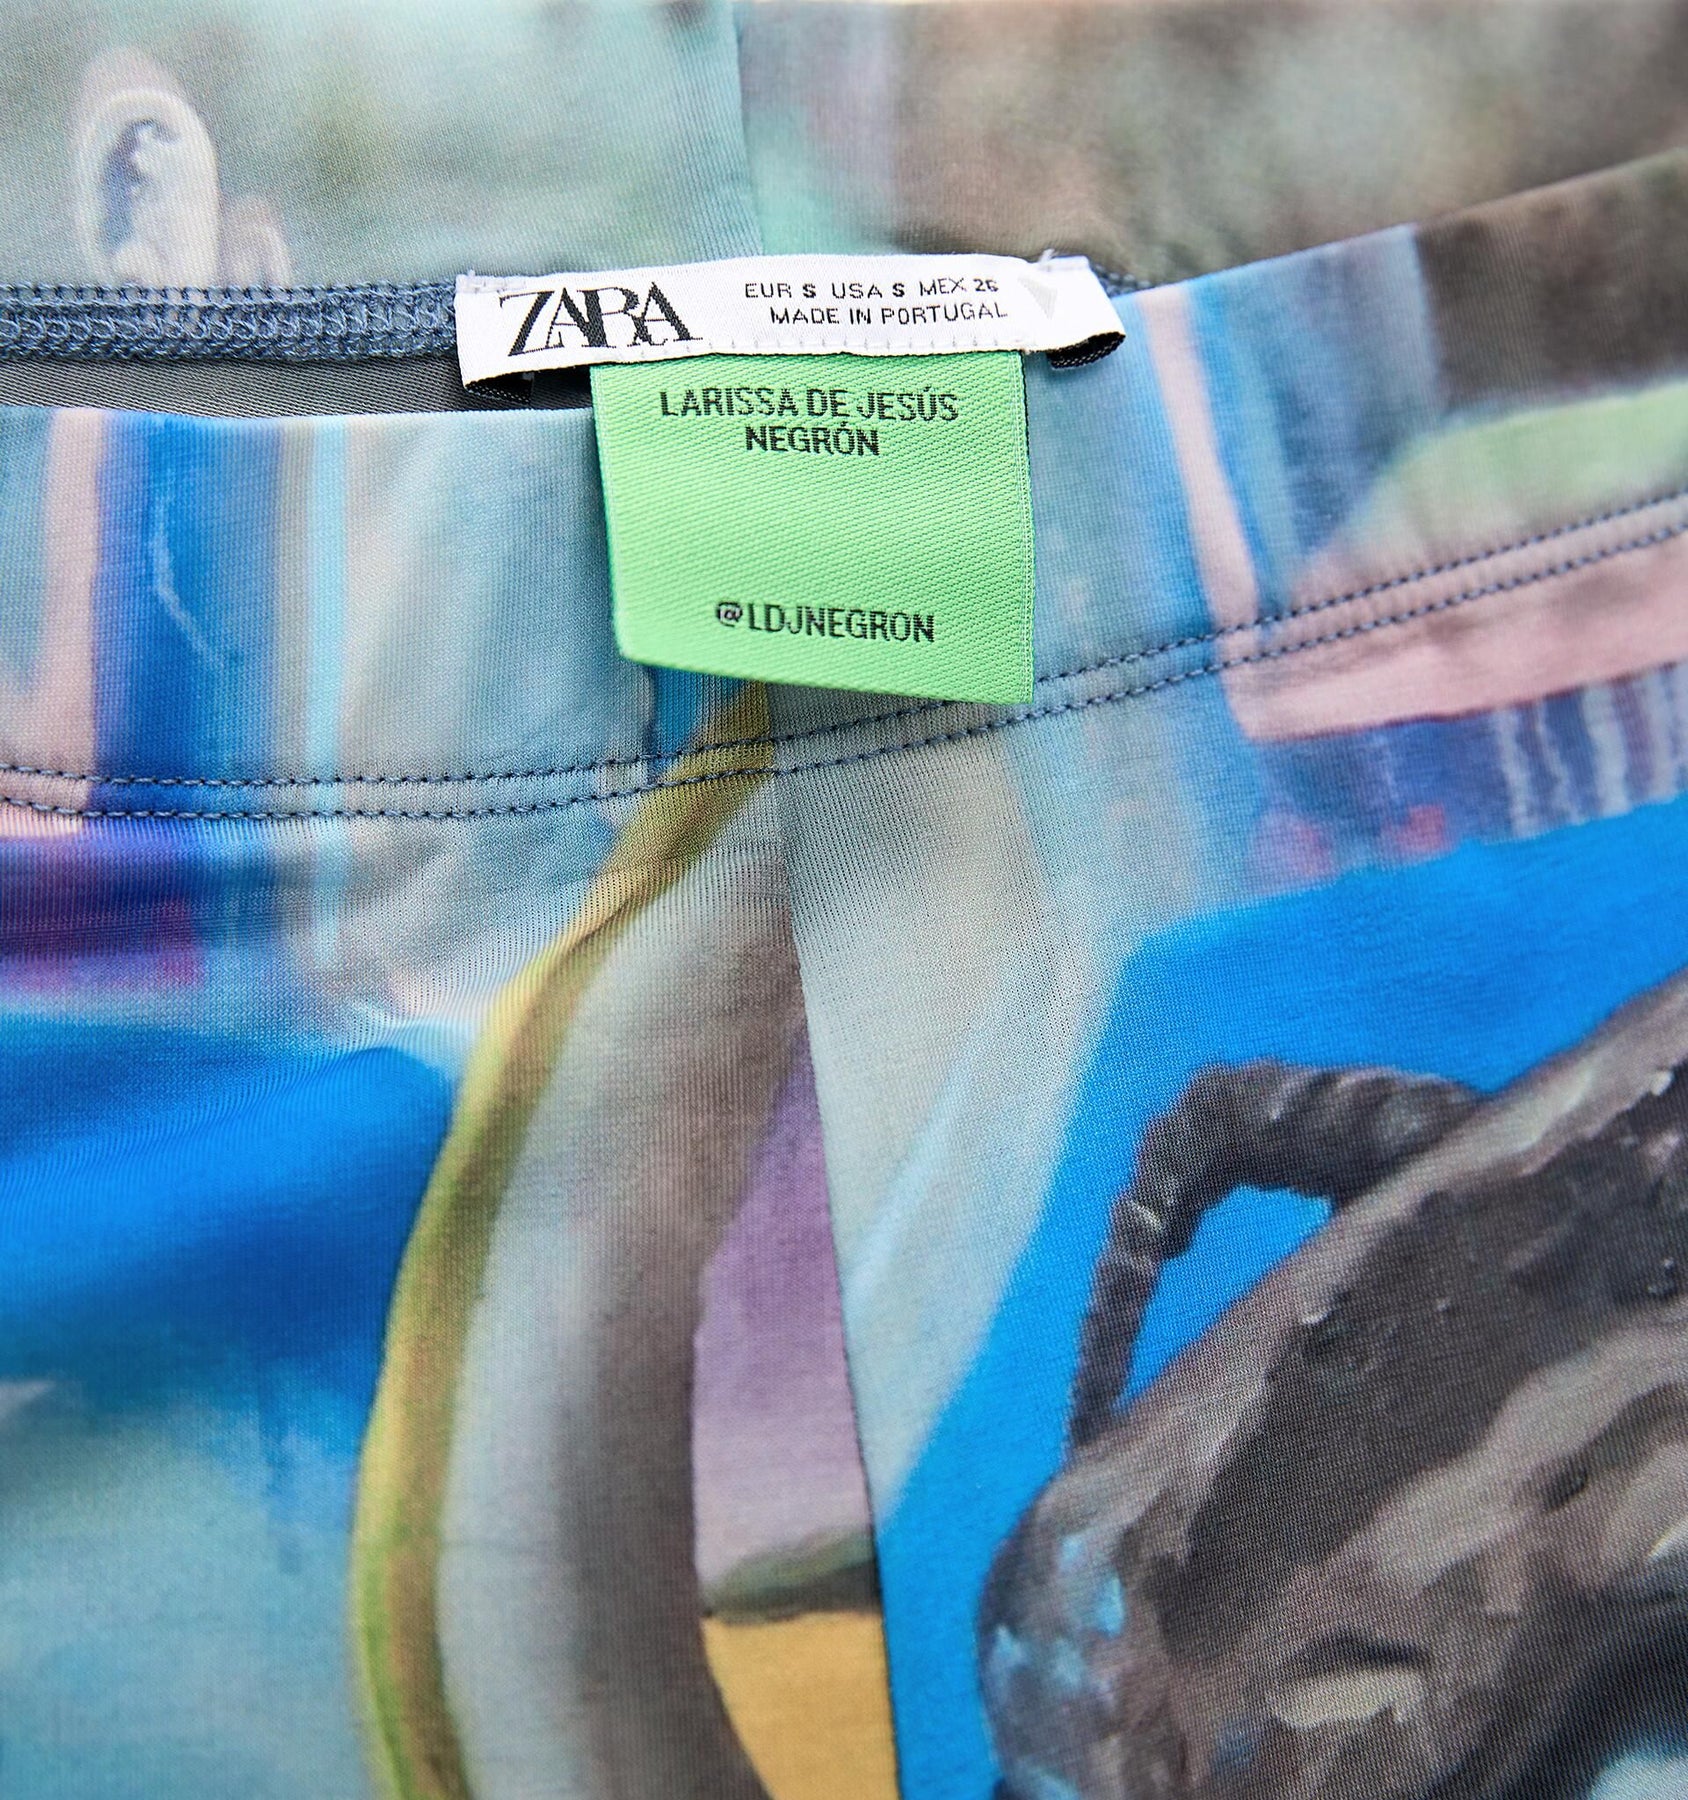 ZARA
EUR S USA S MEX 26
MADE IN PORTUGAL
LARISSA DE JESÚS
NEGRÓN
@LDJNEGRON